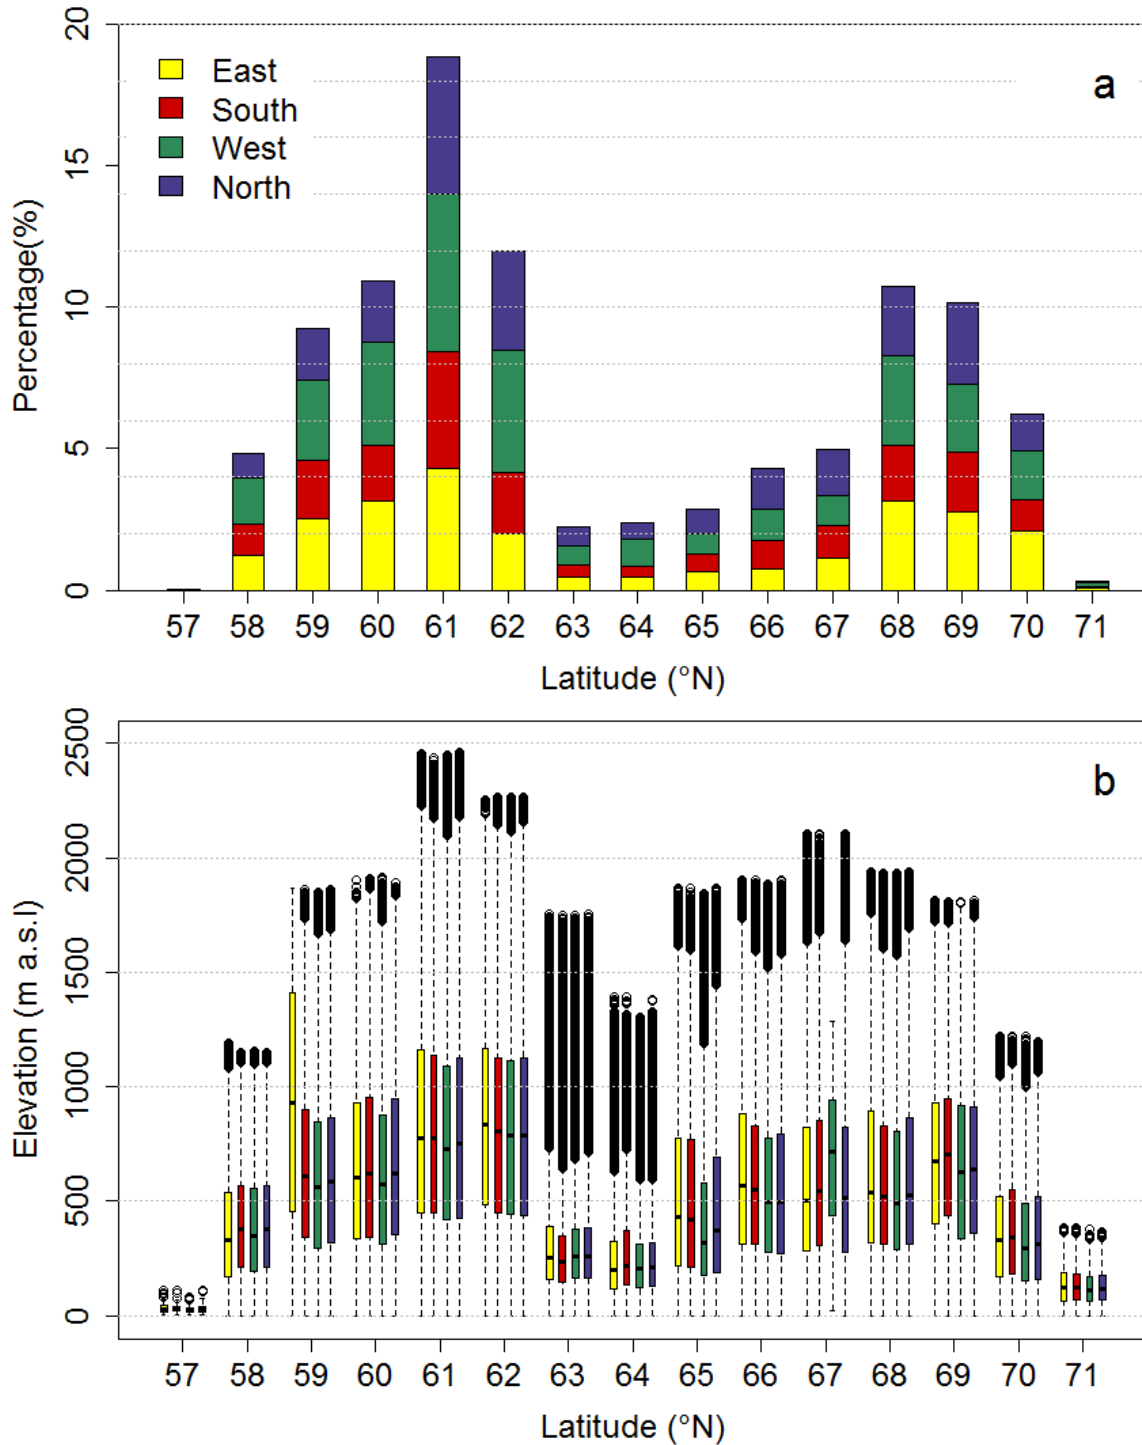 a
East
South
West
North
Percentage(%)
20
15
10
5
0
57 58 59 60 61 62 63 64 65 66 67 68 69 70 71
Latitude (°N)
b
Elevation (m a.s.l)
2500
2000
1500
1000
500
0
57 58 59 60 61 62 63 64 65 66 67 68 69 70 71
Latitude (°N)